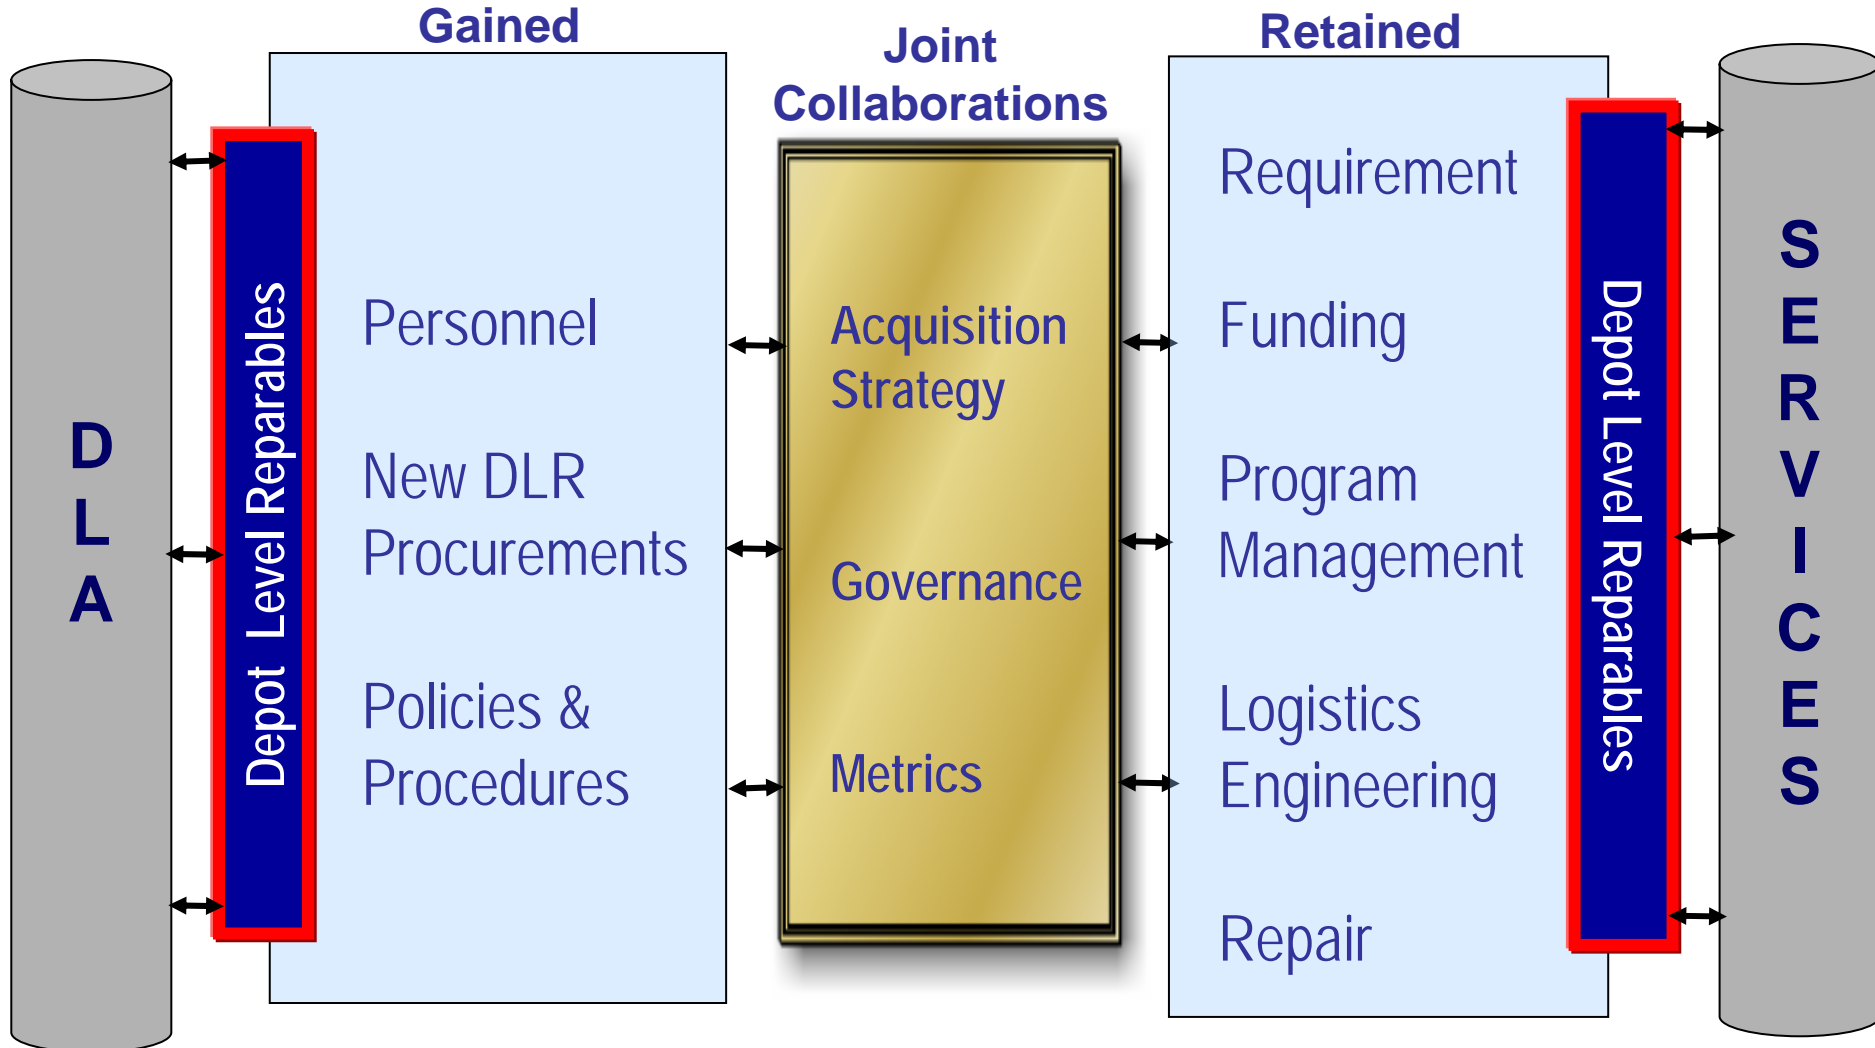 Gained
Joint
Collaborations
Retained
D
L
A
Depot Level Reparables
Personnel
New DLR
Procurements
Policies &
Procedures
Acquisition
Strategy
Governance
Metrics
Requirement
Funding
Program
Management
Logistics
Engineering
Repair
Depot Level Reparables
S
E
R
V
I
C
E
S